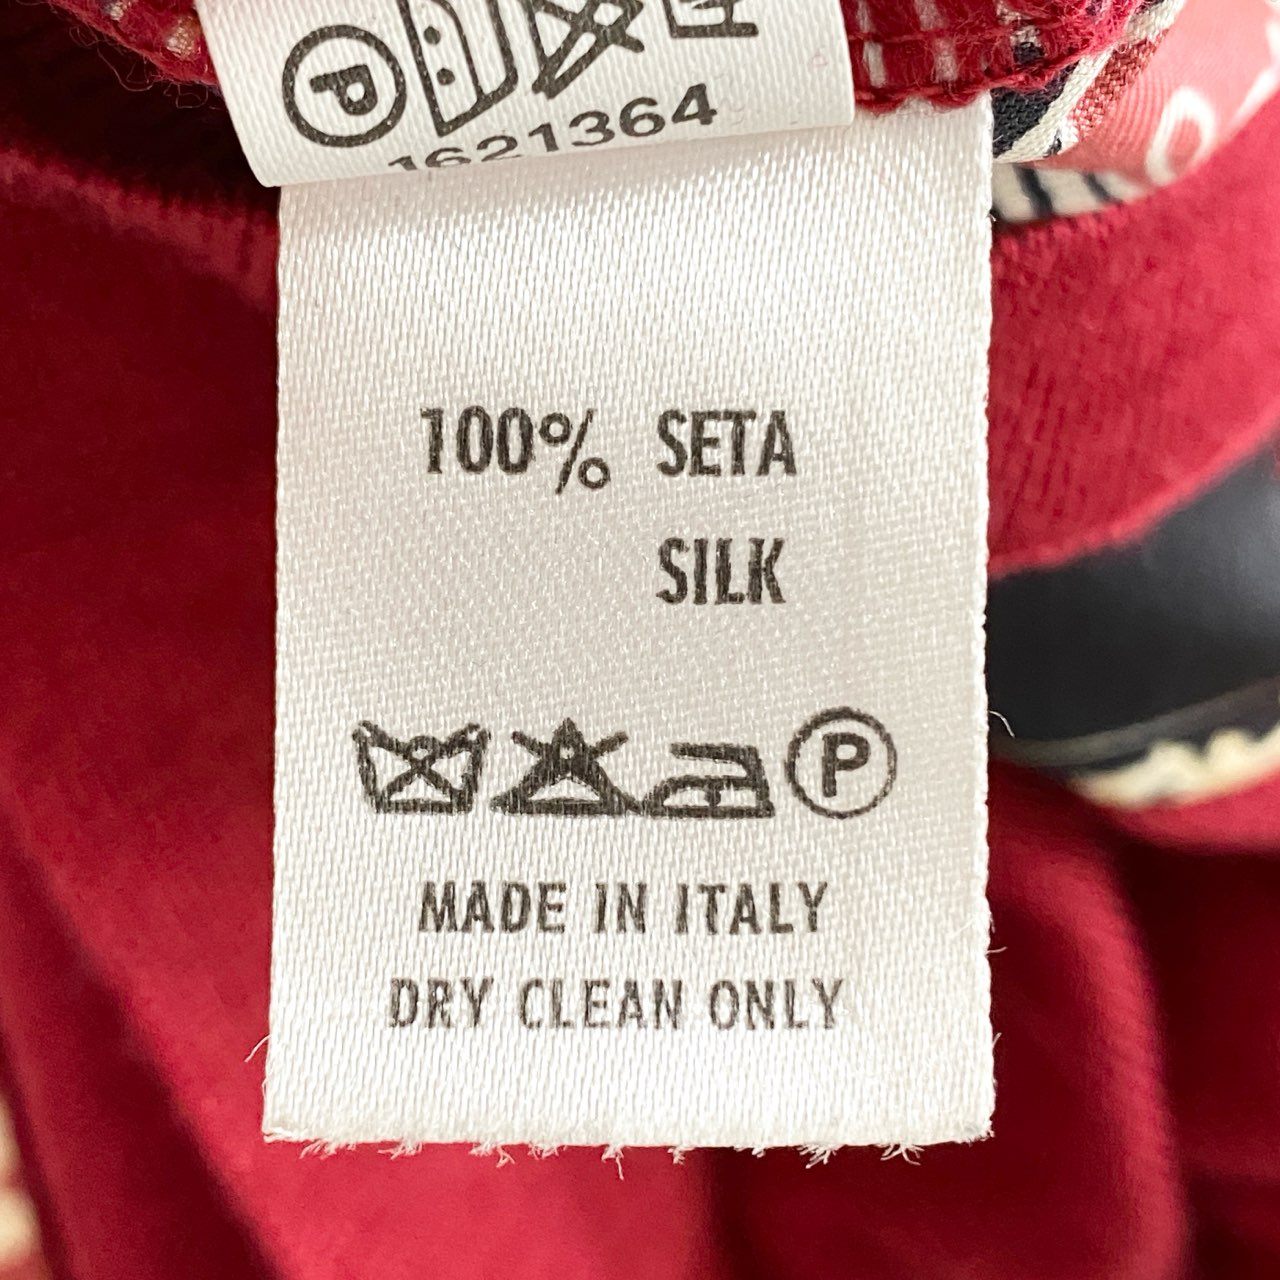 P
1621364
100% SETA
SILK
P
MADE IN ITALY
DRY CLEAN ONLY